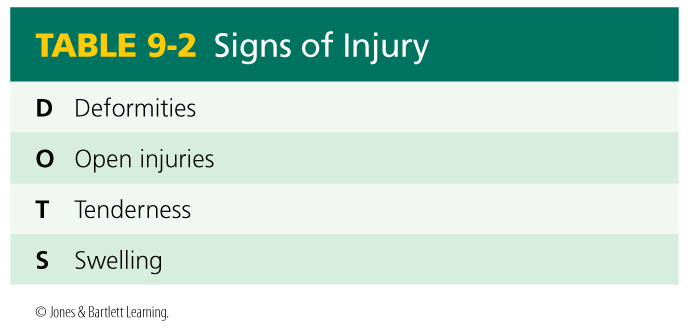 TABLE 9-2 Signs of Injury
D Deformities
O Open injuries
T Tenderness
S Swelling
© Jones & Bartlett Learning.